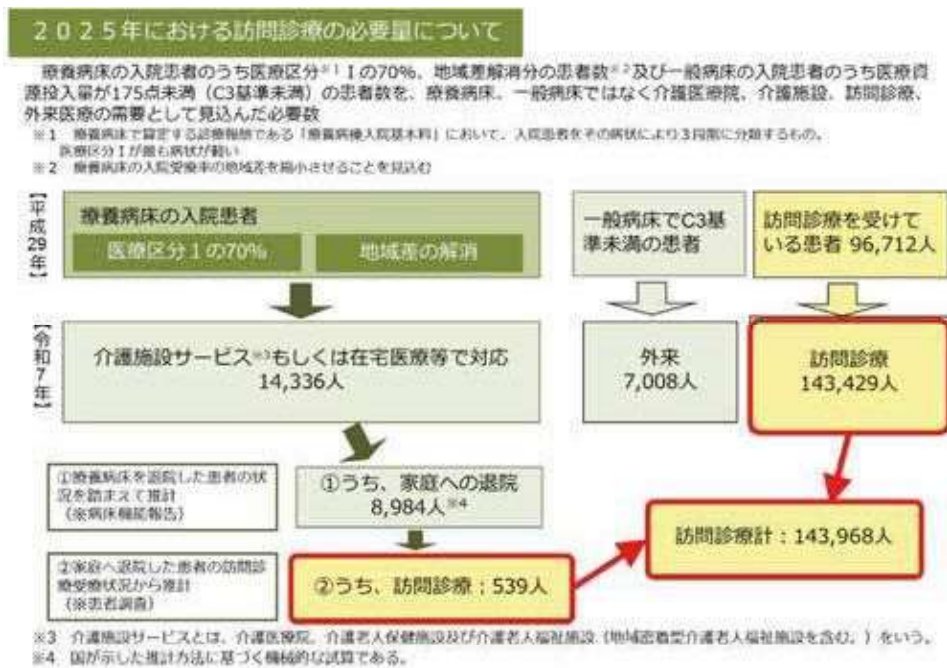 ２０２５年における訪問診療の必要量について
療養病床の入院患者のうち医療区分※1 Ⅰの70%、地域差解消分の患者数※2及び一般病床の入院患者のうち医療資
源投入量が175点未満（C3基準未満）の患者数を、療養病床、一般病床ではなく介護医療院、介護施設、訪問診療、
外来医療の需要として見込んだ必要数
※１ 療養病床で算定する診療報酬である「療養病棟入院基本料」において、入院患者をその病状により３段階に分類するもの。
医療区分Ⅰが最も病状が軽い
※２ 療養病床の入院受療率の地域差を縮小させることを見込む
【平成29年】
療養病床の入院患者
医療区分Ⅰの70%
地域差の解消
一般病床でC3基
準未満の患者
訪問診療を受けて
いる患者 96,712人
【令和7年】
介護施設サービス※3もしくは在宅医療等で対応
14,336人
外来
7,008人
訪問診療
143,429人
①療養病床を退院した患者の状
況を踏まえて推計
（※病床機能報告）
①うち、家庭への退院
8,984人※4
訪問診療計：143,968人
②家庭へ退院した患者の訪問診
療受療状況から推計
（※患者調査）
②うち、訪問診療：539人
※3 介護施設サービスとは、介護医療院、介護老人保健施設及び介護老人福祉施設（地域密着型介護老人福祉施設を含む。）をいう。
※4 国が示した推計方法に基づく機械的な試算である。